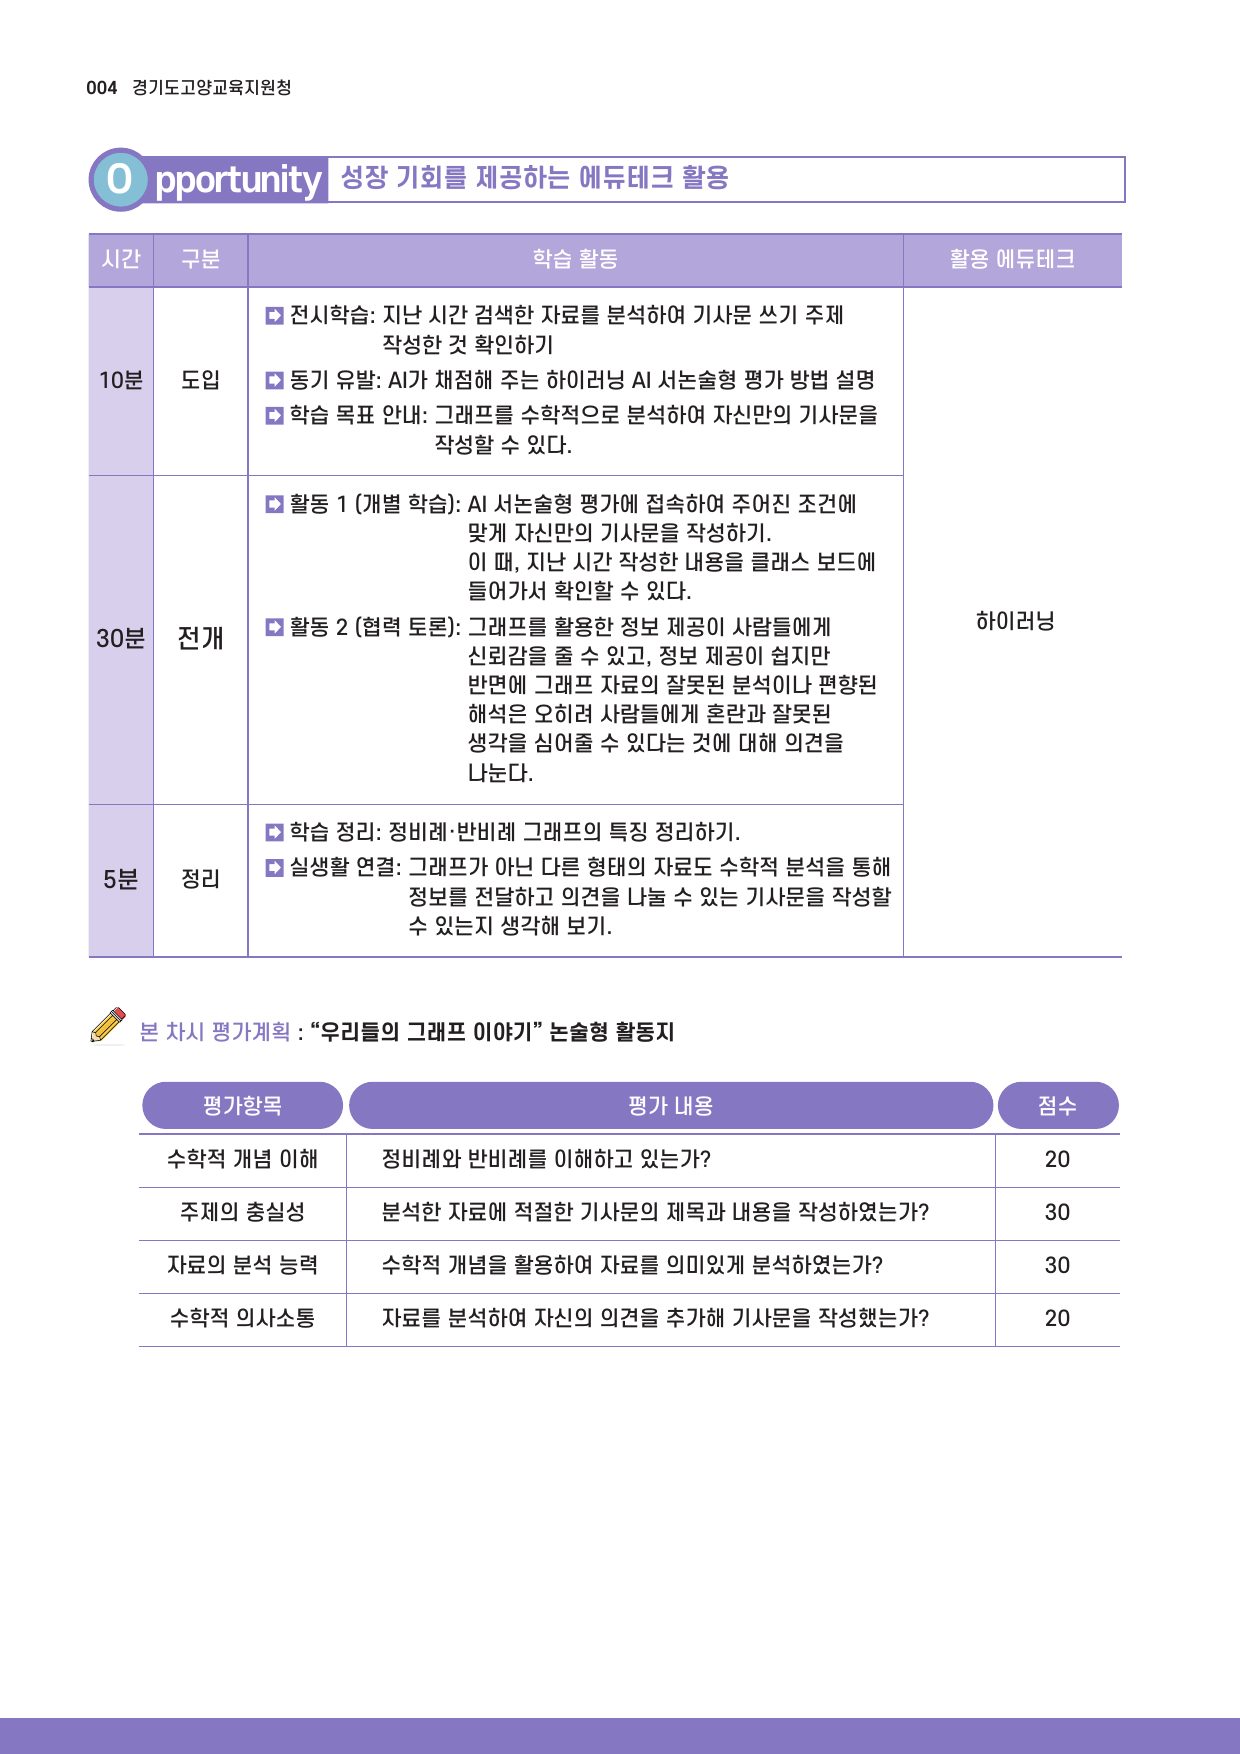 004 경기도고양교육지원청
Opportunity 성장 기회를 제공하는 에듀테크 활용
시간 구분 학습 활동 활용 에듀테크
10분 도입
전시학습: 지난 시간 검색한 자료를 분석하여 기사문 쓰기 주제
작성한 것 확인하기
동기 유발: AI가 채점해 주는 하이러닝 AI 서논술형 평가 방법 설명
학습 목표 안내: 그래프를 수학적으로 분석하여 자신만의 기사문을
작성할 수 있다.
30분 전개
활동 1 (개별 학습): AI 서논술형 평가에 접속하여 주어진 조건에
맞게 자신만의 기사문을 작성하기.
이 때, 지난 시간 작성한 내용을 클래스 보드에
들어가서 확인할 수 있다.
활동 2 (협력 토론): 그래프를 활용한 정보 제공이 사람들에게
신뢰감을 줄 수 있고, 정보 제공이 쉽지만
반면에 그래프 자료의 잘못된 분석이나 편향된
해석은 오히려 사람들에게 혼란과 잘못된
생각을 심어줄 수 있다는 것에 대해 의견을
나눈다.
하이러닝
5분 정리
학습 정리: 정비례·반비례 그래프의 특징 정리하기.
실생활 연결: 그래프가 아닌 다른 형태의 자료도 수학적 분석을 통해
정보를 전달하고 의견을 나눌 수 있는 기사문을 작성할
수 있는지 생각해 보기.
본 차시 평가계획 : “우리들의 그래프 이야기” 논술형 활동지
평가항목 평가 내용 점수
수학적 개념 이해 정비례와 반비례를 이해하고 있는가? 20
주제의 충실성 분석한 자료에 적절한 기사문의 제목과 내용을 작성하였는가? 30
자료의 분석 능력 수학적 개념을 활용하여 자료를 의미있게 분석하였는가? 30
수학적 의사소통 자료를 분석하여 자신의 의견을 추가해 기사문을 작성했는가? 20